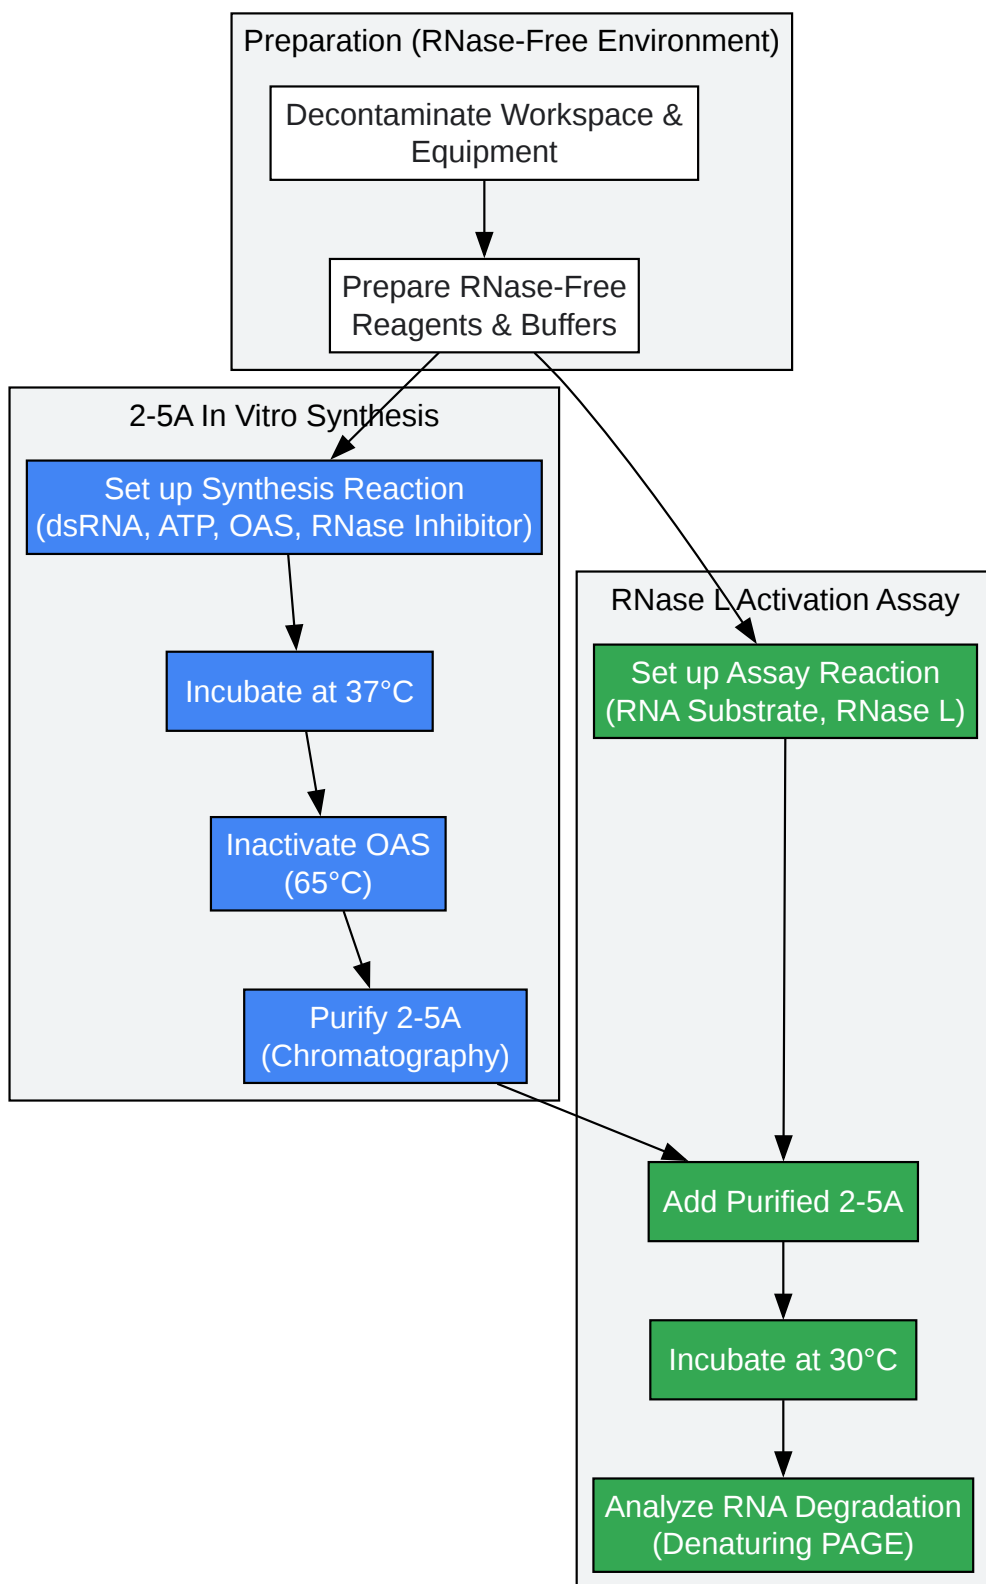 Preparation (RNase-Free Environment)
Decontaminate Workspace &
Equipment
Prepare RNase-Free
Reagents & Buffers
2-5A In Vitro Synthesis
Set up Synthesis Reaction
(dsRNA, ATP, OAS, RNase Inhibitor)
Incubate at 37°C
Inactivate OAS
(65°C)
Purify 2-5A
(Chromatography)
RNase L Activation Assay
Set up Assay Reaction
(RNA Substrate, RNase L)
Add Purified 2-5A
Incubate at 30°C
Analyze RNA Degradation
(Denaturing PAGE)